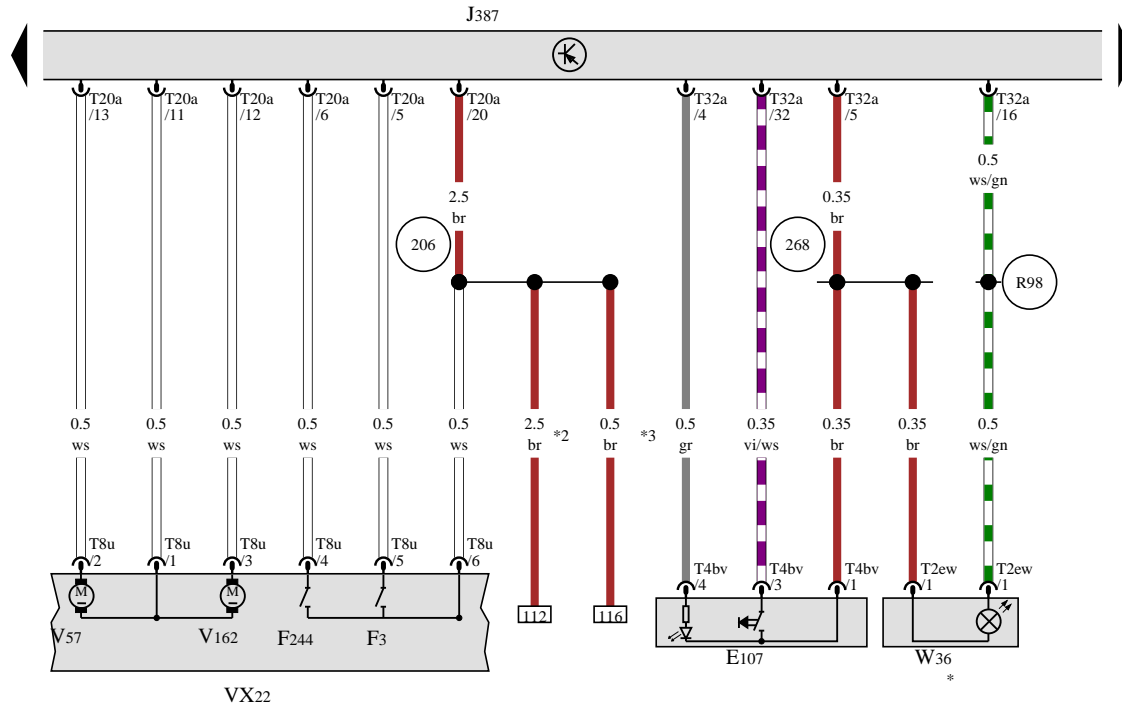 J387
T20a T20a T20a T20a T20a T20a T32a T32a T32a T32a
/13 /11 /12 /6 /5 /20 /4 /32 /5 /16
0.5
ws/gn
2.5 0.35
br br
206 268
R98
0.5 0.5 0.5 0.5 0.5 0.5 2.5 *2 0.5 *3 0.5 0.35 0.35 0.35 0.5
ws ws ws ws ws ws br br gr vi/ws br br ws/gn
T8u T8u T8u T8u T8u T8u
/2 /1 /3 /4 /5 /6
T4bv T4bv T4bv T2ew T2ew
/4 /3 /1 /1 /1
M M
112 116
V57 V162 F244 F3
E107 W36
*
VX22